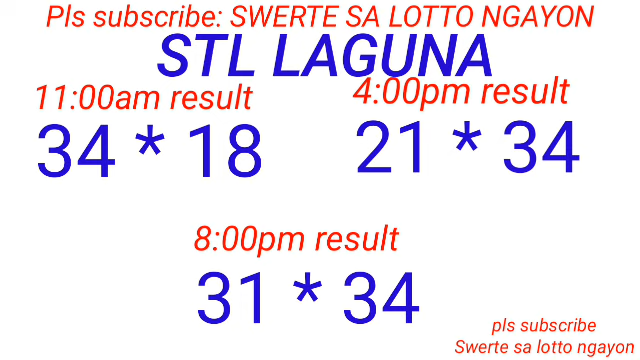 Pls subscribe: SWERTE SA LOTTO NGAYON
STL LAGUNA
11:00am result
34 * 18
4:00pm result
21 * 34
8:00pm result
31 * 34
pls subscribe
Swerte sa lotto ngayon